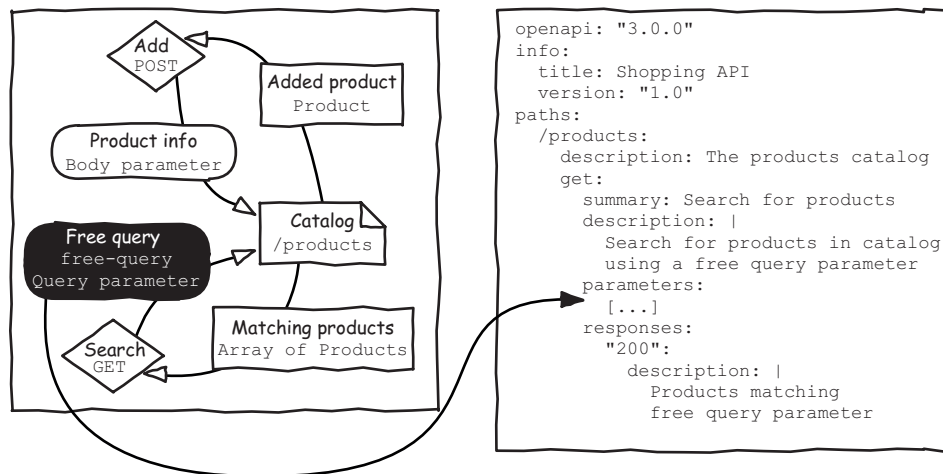 Add
POST
Added product
Product
Product info
Body parameter
Catalog
/products
Free query
free-query
Query parameter
Matching products
Array of Products
Search
GET
openapi: "3.0.0"
info:
  title: Shopping API
  version: "1.0"
paths:
  /products:
    description: The products catalog
    get:
      summary: Search for products
      description: |
        Search for products in catalog
        using a free query parameter
      parameters:
        [...]
      responses:
        "200":
          description: |
            Products matching
            free query parameter